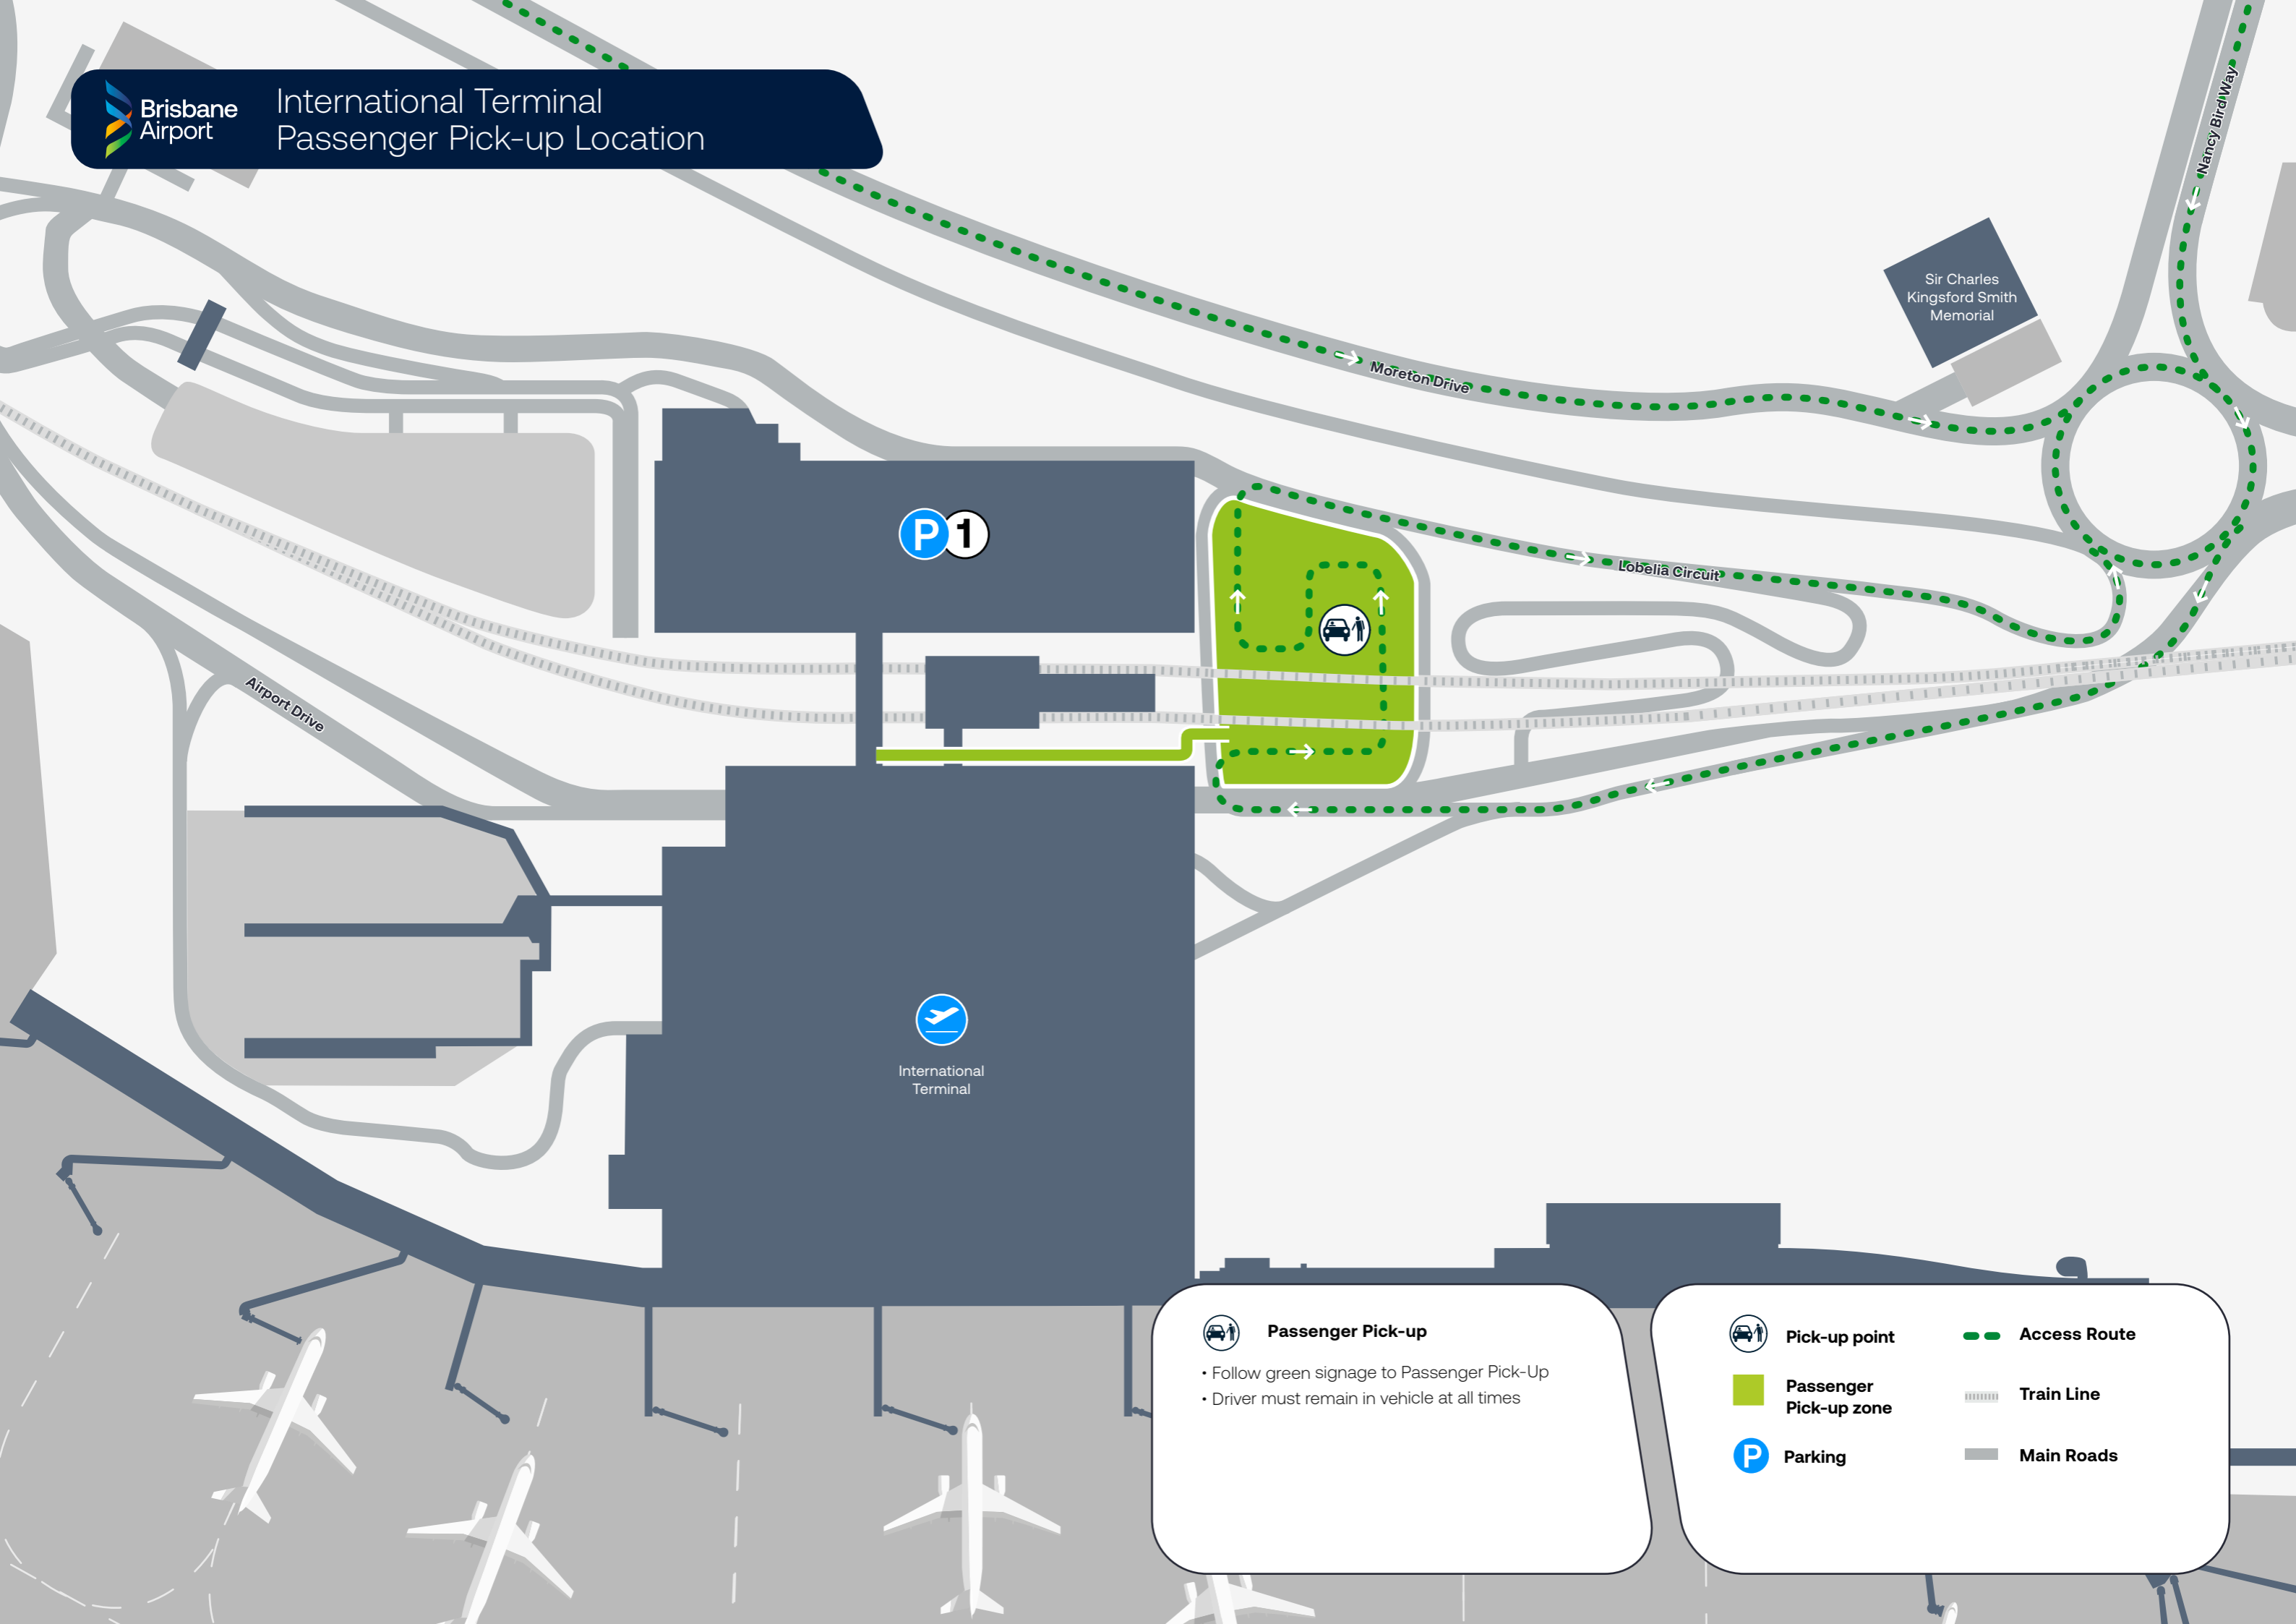 Brisbane
Airport
International Terminal
Passenger Pick-up Location
Nancy Bird Way
Sir Charles
Kingsford Smith
Memorial
Moreton Drive
P 1
Lobelia Circuit
Airport Drive
International
Terminal
Passenger Pick-up
• Follow green signage to Passenger Pick-Up
• Driver must remain in vehicle at all times
Pick-up point
Access Route
Passenger
Pick-up zone
Train Line
P Parking
Main Roads